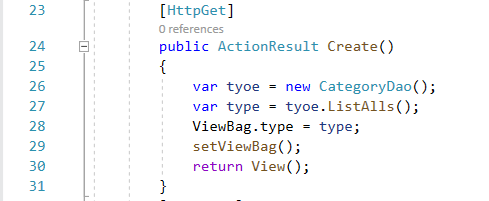 23 [HttpGet]
0 references
24 public ActionResult Create()
25 {
26 var tyoe = new CategoryDao();
27 var type = tyoe.ListAlls();
28 ViewBag.type = type;
29 setViewBag();
30 return View();
31 }